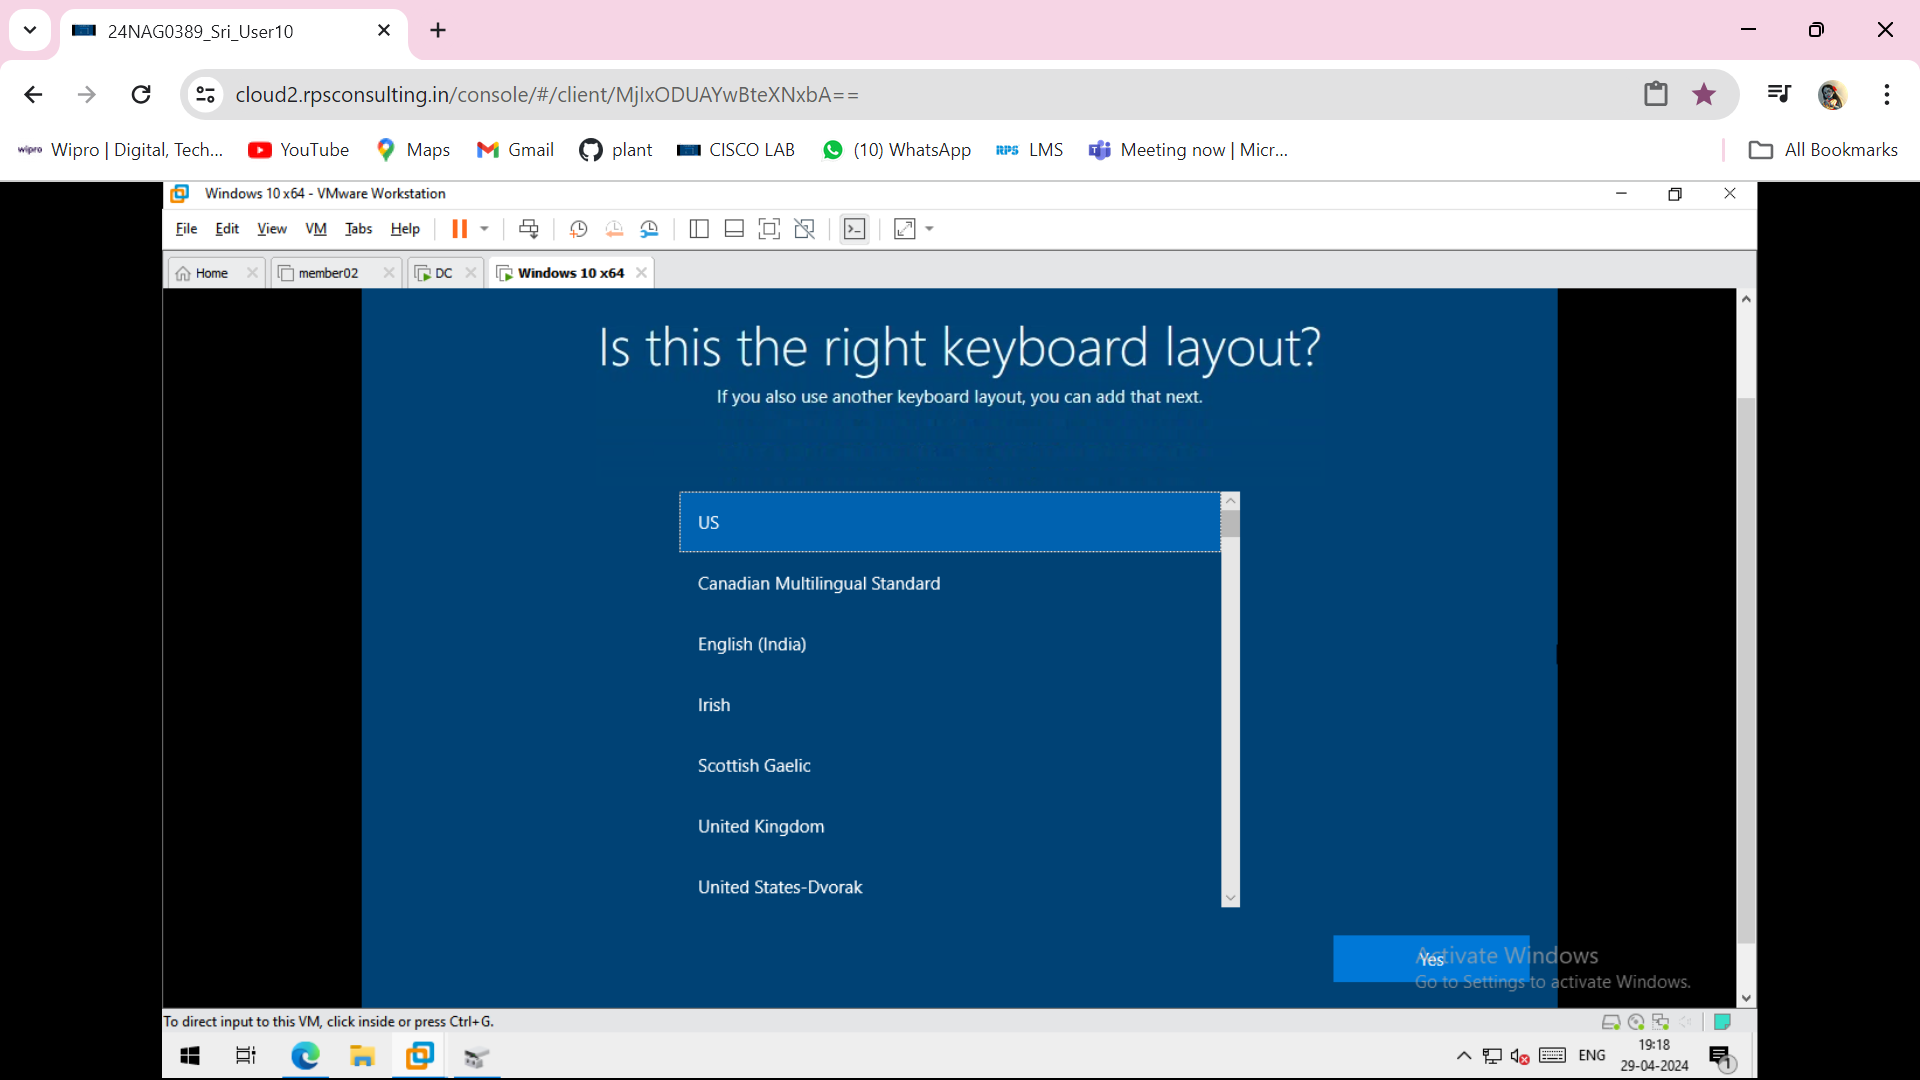 24NAG0389_Sri_User10
cloud2.rpsconsulting.in/console/#/client/MjIxODUAYwBteXNxbA==
wipro Wipro | Digital, Tech... YouTube Maps Gmail plant CISCO LAB (10) WhatsApp RPS LMS Meeting now | Micr... All Bookmarks
Windows 10 x64 - VMware Workstation
File Edit View VM Tabs Help
Home member02 DC Windows 10 x64
Is this the right keyboard layout?
If you also use another keyboard layout, you can add that next.
US
Canadian Multilingual Standard
English (India)
Irish
Scottish Gaelic
United Kingdom
United States-Dvorak
Yes
Activate Windows
Go to Settings to activate Windows.
To direct input to this VM, click inside or press Ctrl+G.
ENG
19:18
29-04-2024
1